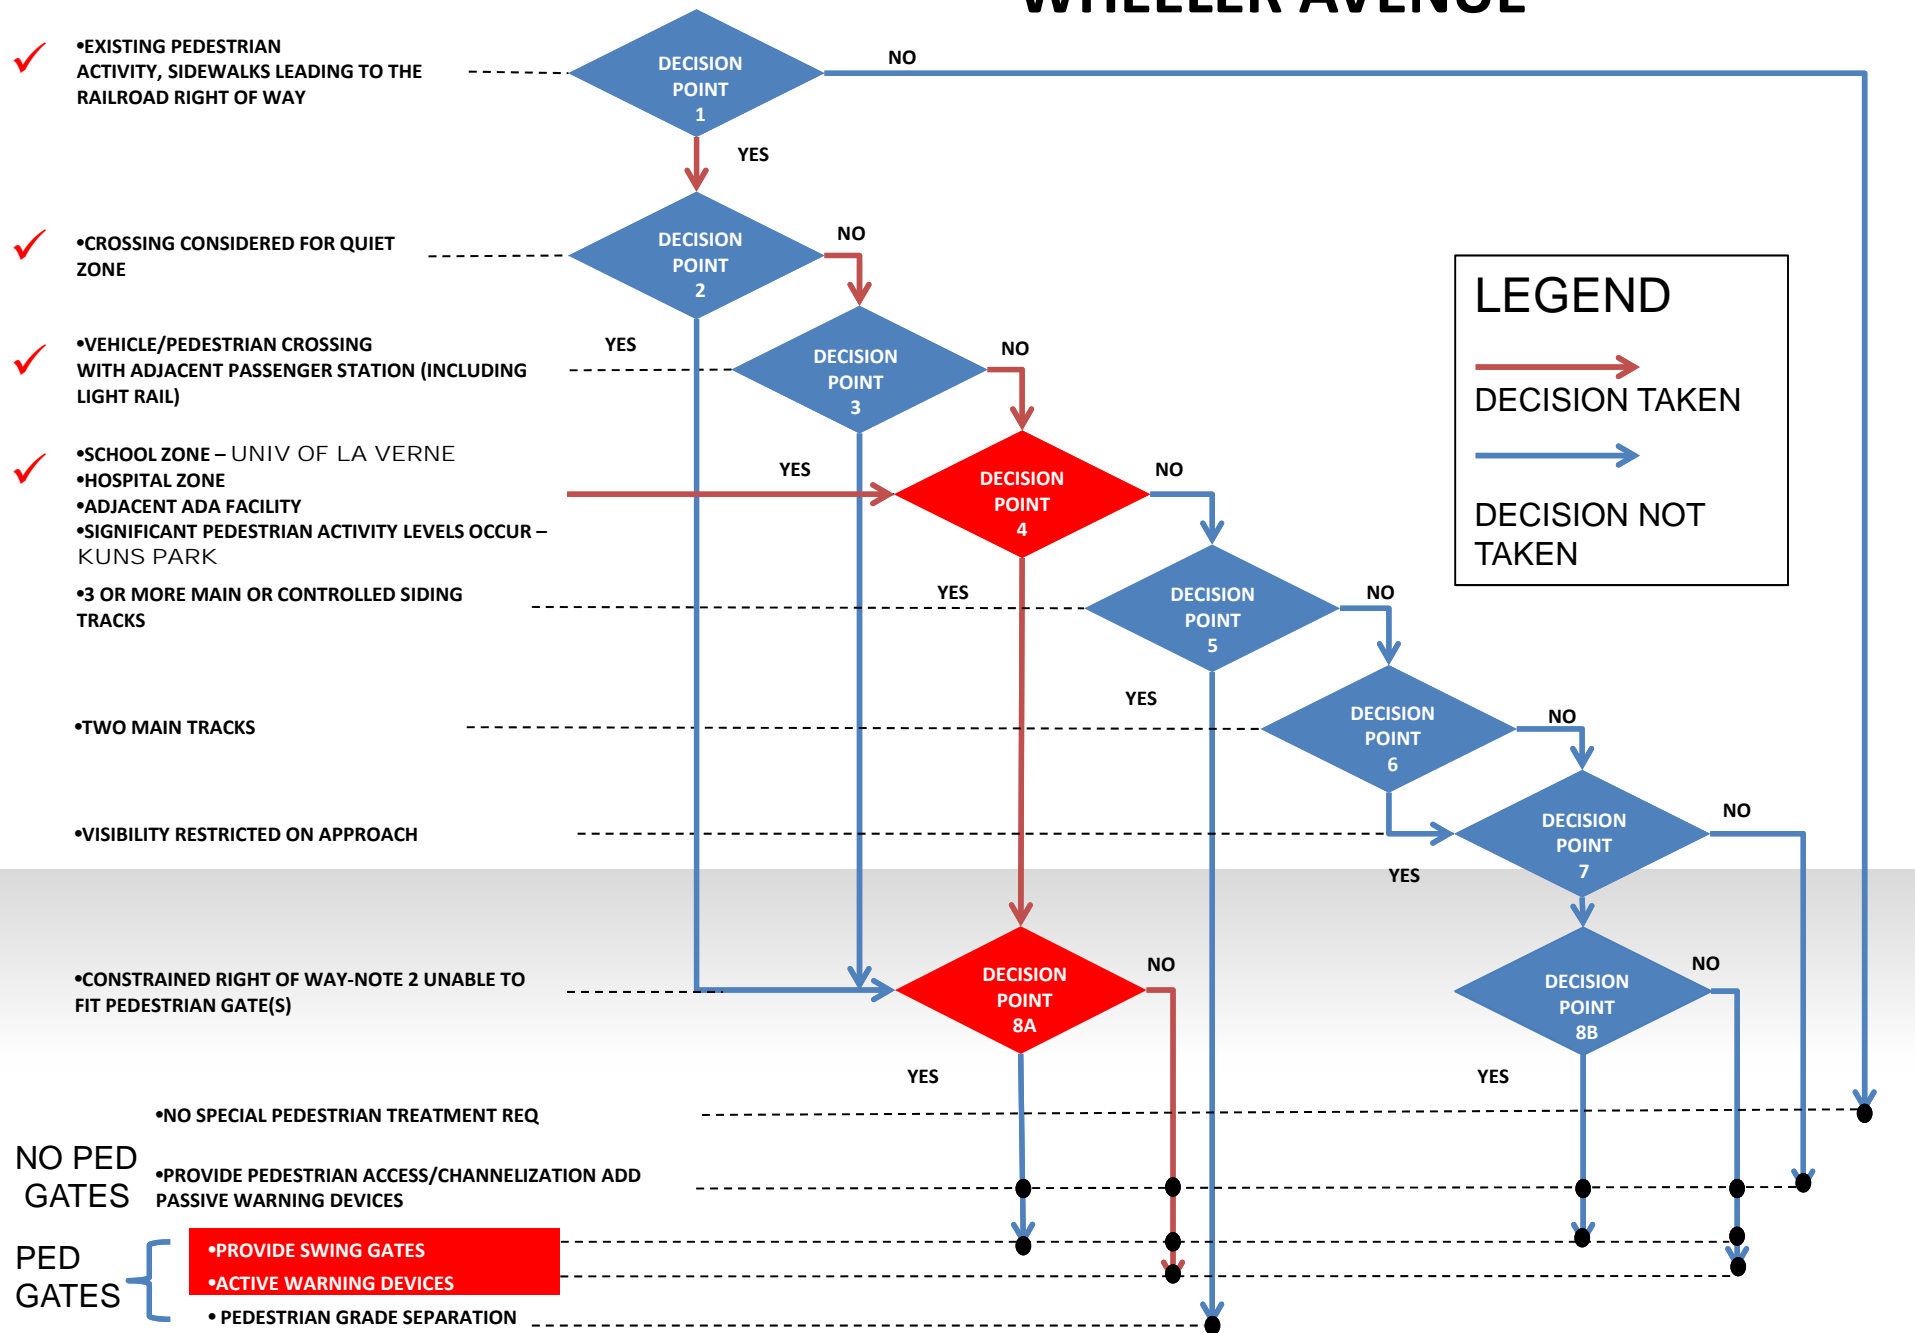 WHEELER AVENUE
•EXISTING PEDESTRIAN
ACTIVITY, SIDEWALKS LEADING TO THE
RAILROAD RIGHT OF WAY
DECISION
POINT
1
NO
YES
•CROSSING CONSIDERED FOR QUIET
ZONE
DECISION
POINT
2
NO
•VEHICLE/PEDESTRIAN CROSSING
WITH ADJACENT PASSENGER STATION (INCLUDING
LIGHT RAIL)
YES
DECISION
POINT
3
NO
•SCHOOL ZONE – UNIV OF LA VERNE
•HOSPITAL ZONE
•ADJACENT ADA FACILITY
•SIGNIFICANT PEDESTRIAN ACTIVITY LEVELS OCCUR –
KUNS PARK
YES
DECISION
POINT
4
NO
LEGEND
DECISION TAKEN
DECISION NOT
TAKEN
•3 OR MORE MAIN OR CONTROLLED SIDING
TRACKS
YES
DECISION
POINT
5
NO
•TWO MAIN TRACKS
YES
DECISION
POINT
6
NO
•VISIBILITY RESTRICTED ON APPROACH
YES
DECISION
POINT
7
NO
•CONSTRAINED RIGHT OF WAY-NOTE 2 UNABLE TO
FIT PEDESTRIAN GATE(S)
DECISION
POINT
8A
NO
YES
DECISION
POINT
8B
NO
YES
•NO SPECIAL PEDESTRIAN TREATMENT REQ
NO PED
GATES
•PROVIDE PEDESTRIAN ACCESS/CHANNELIZATION ADD
PASSIVE WARNING DEVICES
PED
GATES
•PROVIDE SWING GATES
•ACTIVE WARNING DEVICES
• PEDESTRIAN GRADE SEPARATION